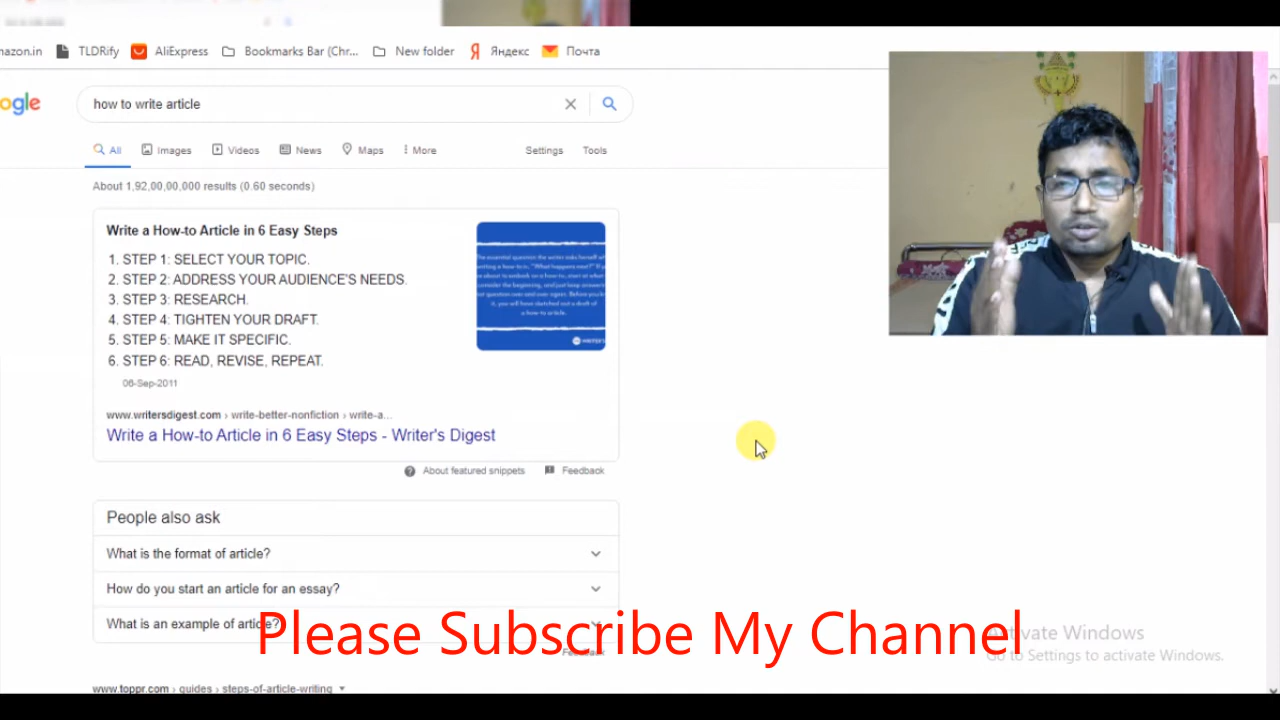 mazon.in TLDRify AliExpress Bookmarks Bar (Chr... New folder Яндекс Почта
ogle how to write article
All Images Videos News Maps More Settings Tools
About 1,92,00,00,000 results (0.60 seconds)
Write a How-to Article in 6 Easy Steps
1. STEP 1: SELECT YOUR TOPIC.
2. STEP 2: ADDRESS YOUR AUDIENCE'S NEEDS.
3. STEP 3: RESEARCH.
4. STEP 4: TIGHTEN YOUR DRAFT.
5. STEP 5: MAKE IT SPECIFIC.
6. STEP 6: READ, REVISE, REPEAT.
06-Sep-2011
www.writersdigest.com › write-better-nonfiction › write-a...
Write a How-to Article in 6 Easy Steps - Writer's Digest
About featured snippets Feedback
People also ask
What is the format of article?
How do you start an article for an essay?
What is an example of article?
Please Subscribe My Channel
Activate Windows
Go to Settings to activate Windows.
Feedback
www.toppr.com › guides › steps-of-article-writing